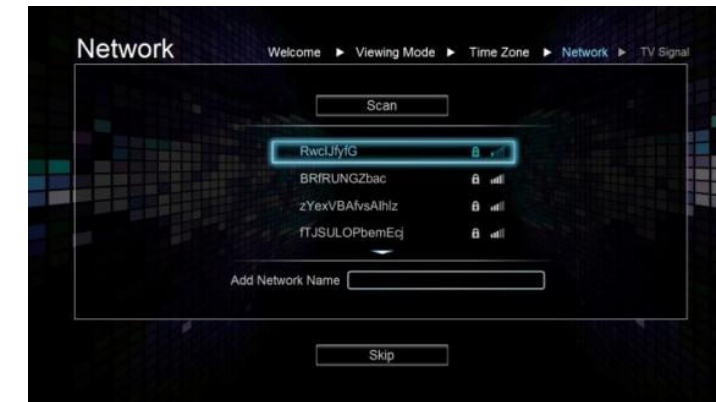 Network
Welcome ► Viewing Mode ► Time Zone ► Network ► TV Signal
Scan
RwclJfyfG
BRfRUNGZbac
zYexVBAfvsAlhlz
fTJSULOPbemEcj
Add Network Name
Skip